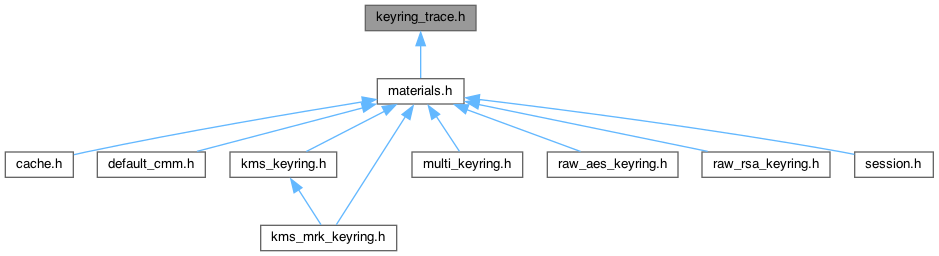 keyring_trace.h
materials.h
cache.h
default_cmm.h
kms_keyring.h
multi_keyring.h
raw_aes_keyring.h
raw_rsa_keyring.h
session.h
kms_mrk_keyring.h